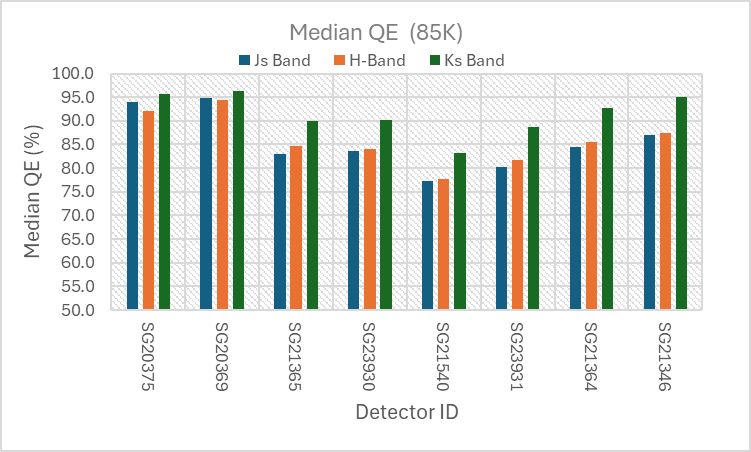 Median QE (85K)
Js Band H-Band Ks Band
100.0
95.0
90.0
85.0
80.0
75.0
70.0
65.0
60.0
55.0
50.0
Median QE (%)
SG20375
SG20369
SG21365
SG23930
SG21540
SG23931
SG21364
SG21346
Detector ID